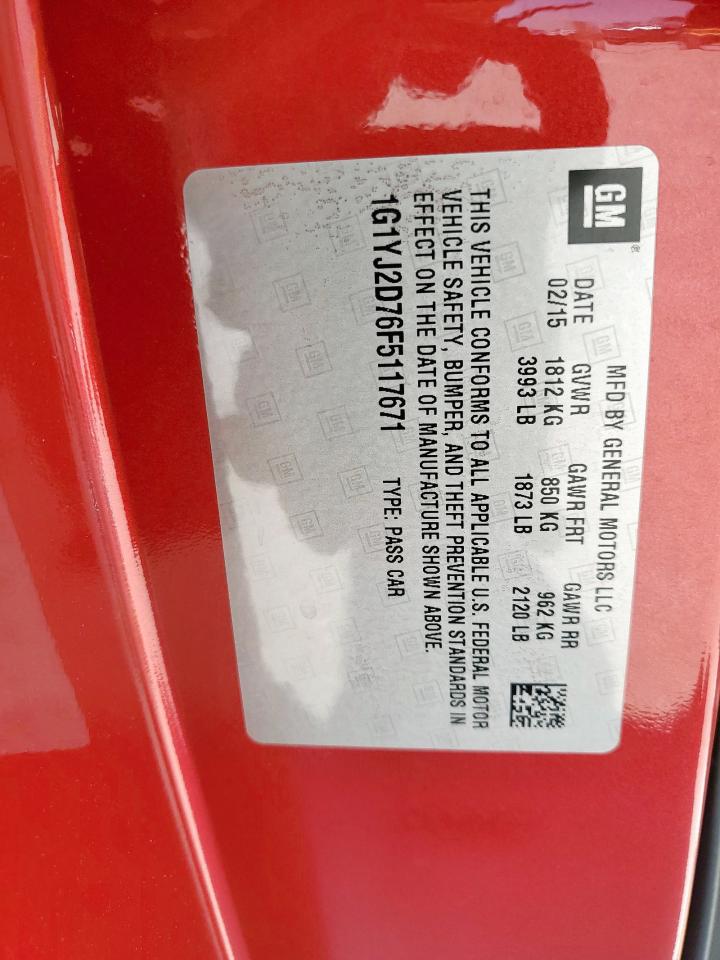 GM ®
MFD BY GENERAL MOTORS LLC
DATE GVWR GAWR FRT GAWR RR
02/15 1812 KG 850 KG 962 KG
3993 LB 1873 LB 2120 LB
THIS VEHICLE CONFORMS TO ALL APPLICABLE U.S. FEDERAL MOTOR
VEHICLE SAFETY, BUMPER, AND THEFT PREVENTION STANDARDS IN
EFFECT ON THE DATE OF MANUFACTURE SHOWN ABOVE.
1G1YJ2D76F5117671 TYPE: PASS CAR